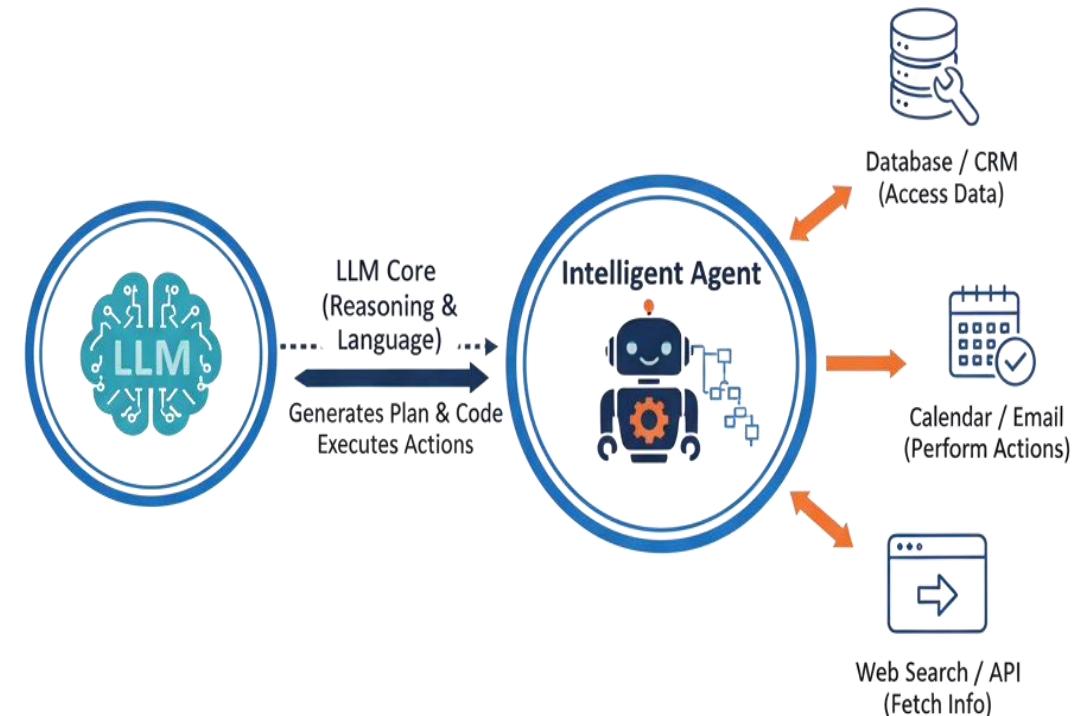 LLM
LLM Core
(Reasoning &
Language)
Generates Plan & Code
Executes Actions
Intelligent Agent
Database / CRM
(Access Data)
Calendar / Email
(Perform Actions)
Web Search / API
(Fetch Info)